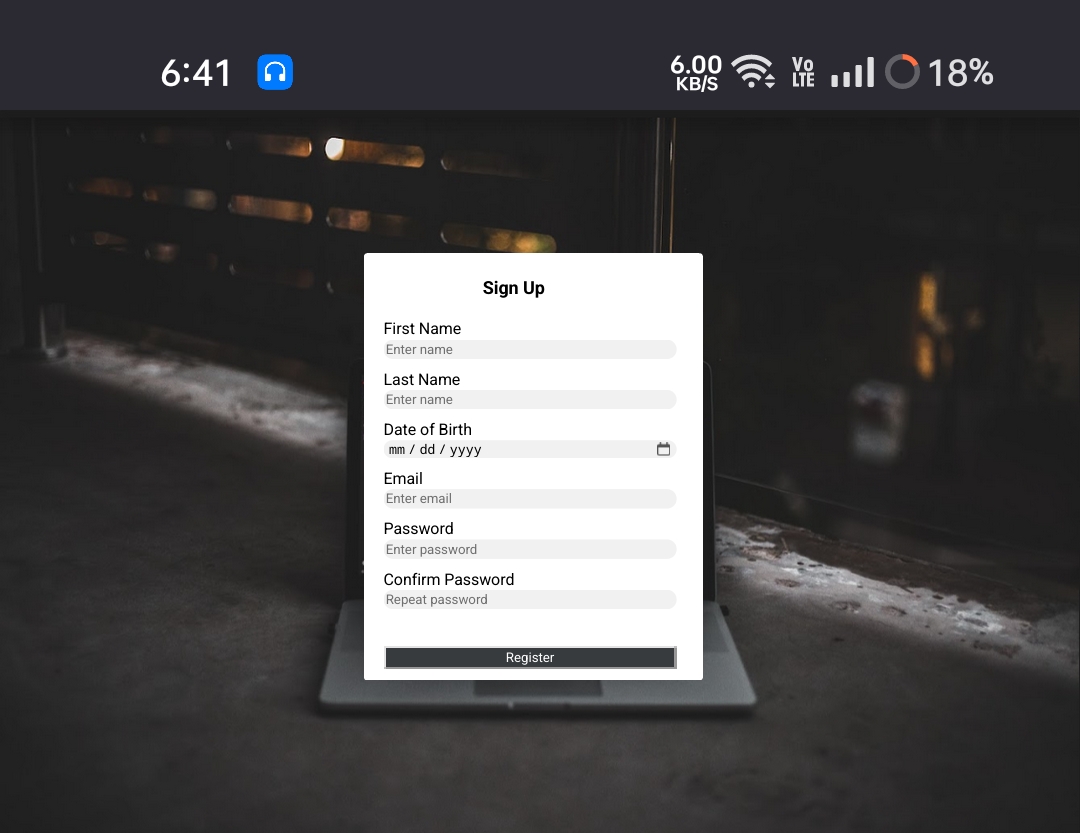 6:41 6.00 KB/S Vo LTE 18%
Sign Up
First Name
Enter name
Last Name
Enter name
Date of Birth
mm / dd / yyyy
Email
Enter email
Password
Enter password
Confirm Password
Repeat password
Register